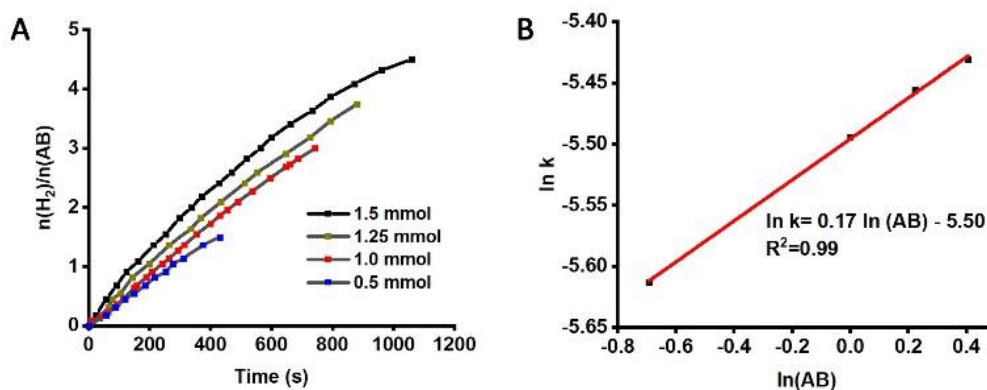 A
n(H₂)/n(AB)
5
4
3
2
1
0
0 200 400 600 800 1000 1200
Time (s)
1.5 mmol
1.25 mmol
1.0 mmol
0.5 mmol
B
ln k
-5.40
-5.45
-5.50
-5.55
-5.60
-5.65
ln k= 0.17 ln (AB) - 5.50
R²=0.99
-0.8 -0.6 -0.4 -0.2 0.0 0.2 0.4
ln(AB)